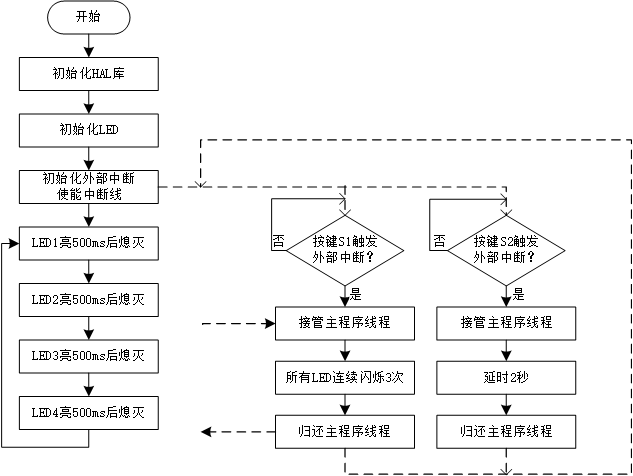 开始
初始化HAL库
初始化LED
初始化外部中断
使能中断线
LED1亮500ms后熄灭
LED2亮500ms后熄灭
LED3亮500ms后熄灭
LED4亮500ms后熄灭
否
按键S1触发
外部中断？
是
接管主程序线程
所有LED连续闪烁3次
归还主程序线程
否
按键S2触发
外部中断？
是
接管主程序线程
延时2秒
归还主程序线程